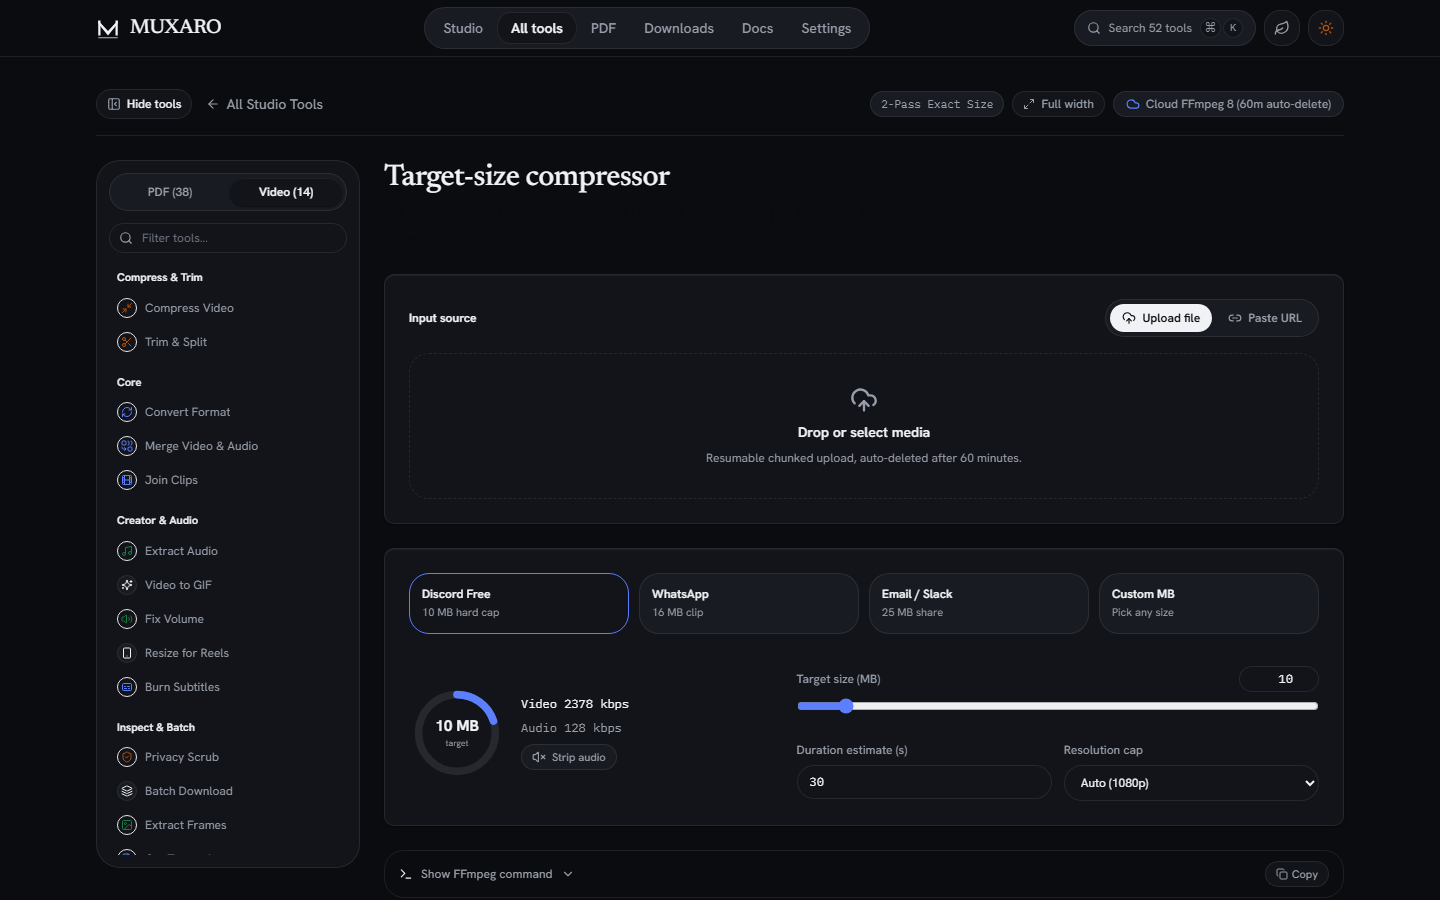 MUXARO
Studio
All tools
PDF
Downloads
Docs
Settings
Search 52 tools ⌘ K
Hide tools
← All Studio Tools
2-Pass Exact Size
Full width
Cloud FFmpeg 8 (60m auto-delete)
PDF (38)
Video (14)
Filter tools...
Compress & Trim
Compress Video
Trim & Split
Core
Convert Format
Merge Video & Audio
Join Clips
Creator & Audio
Extract Audio
Video to GIF
Fix Volume
Resize for Reels
Burn Subtitles
Inspect & Batch
Privacy Scrub
Batch Download
Extract Frames
Target-size compressor
Input source
Upload file
Paste URL
Drop or select media
Resumable chunked upload, auto-deleted after 60 minutes.
Discord Free
10 MB hard cap
WhatsApp
16 MB clip
Email / Slack
25 MB share
Custom MB
Pick any size
10 MB
target
Video 2378 kbps
Audio 128 kbps
Strip audio
Target size (MB)
10
Duration estimate (s)
30
Resolution cap
Auto (1080p)
Show FFmpeg command
Copy